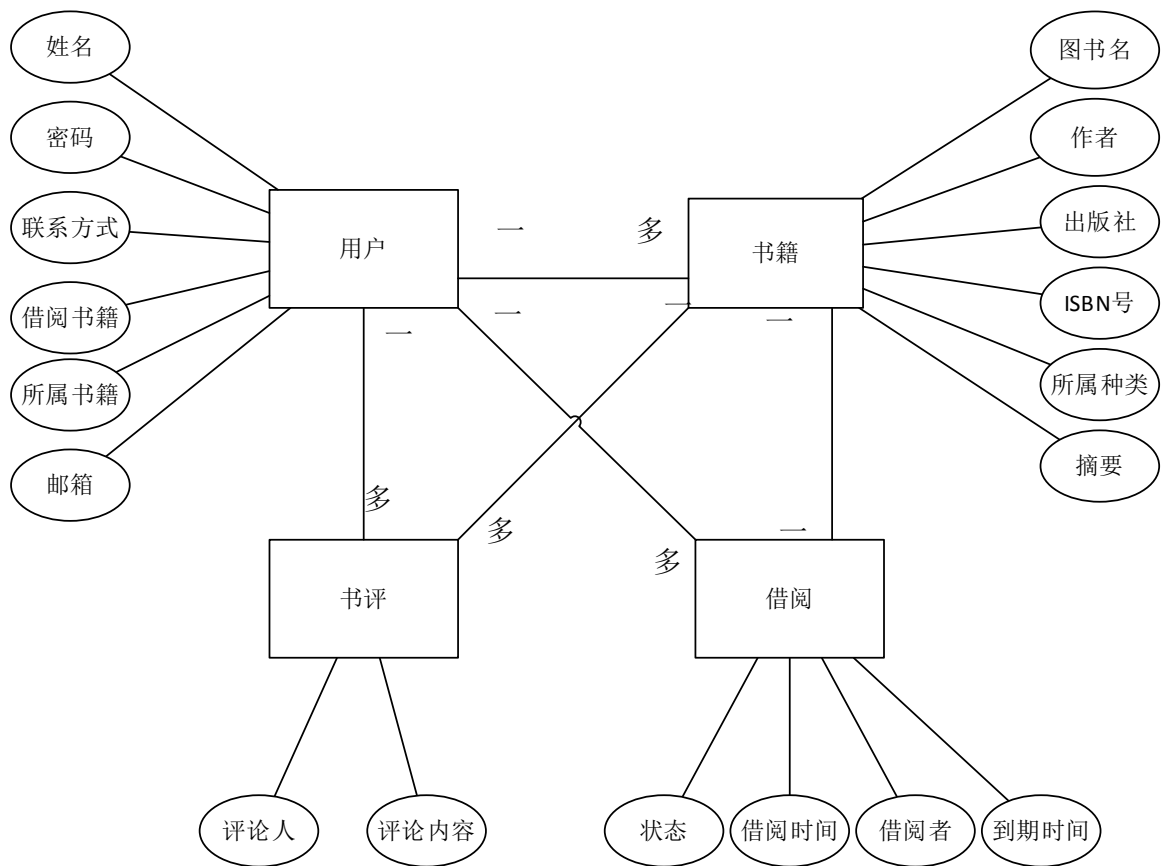 姓名
图书名
密码
作者
联系方式
出版社
用户
一
多
书籍
借阅书籍
ISBN号
一
一
一
一
所属书籍
所属种类
邮箱
摘要
多
多
一
多
书评
借阅
评论人
评论内容
状态
借阅时间
借阅者
到期时间